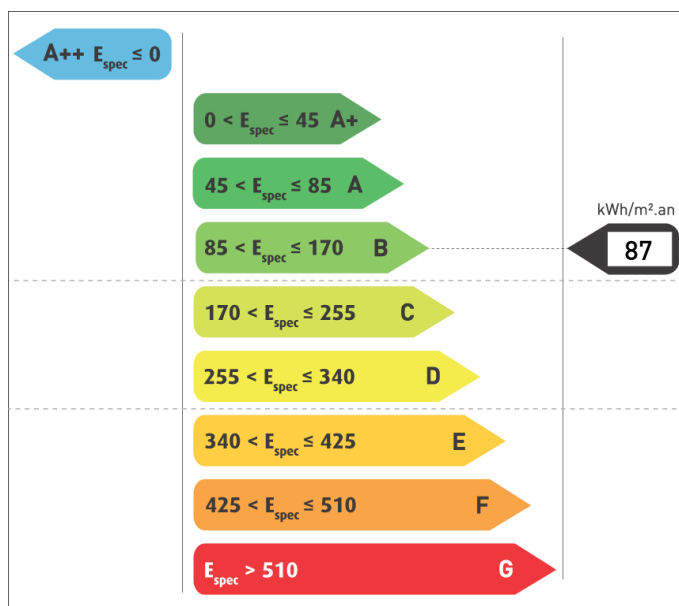 A++ Espec ≤ 0
0 < Espec ≤ 45 A+
45 < Espec ≤ 85 A
kWh/m².an
85 < Espec ≤ 170 B
87
170 < Espec ≤ 255 C
255 < Espec ≤ 340 D
340 < Espec ≤ 425 E
425 < Espec ≤ 510 F
Espec > 510 G